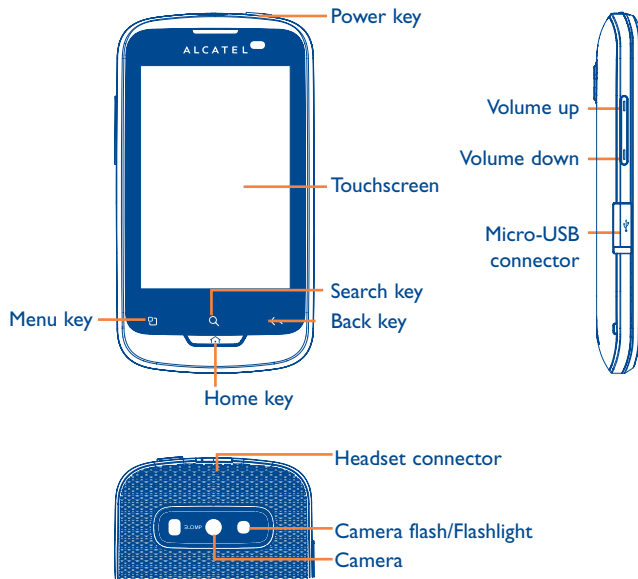 Power key
ALCATEL
Volume up
Volume down
Touchscreen
Micro-USB
connector
Search key
Menu key
Back key
Home key
Headset connector
Camera flash/Flashlight
Camera